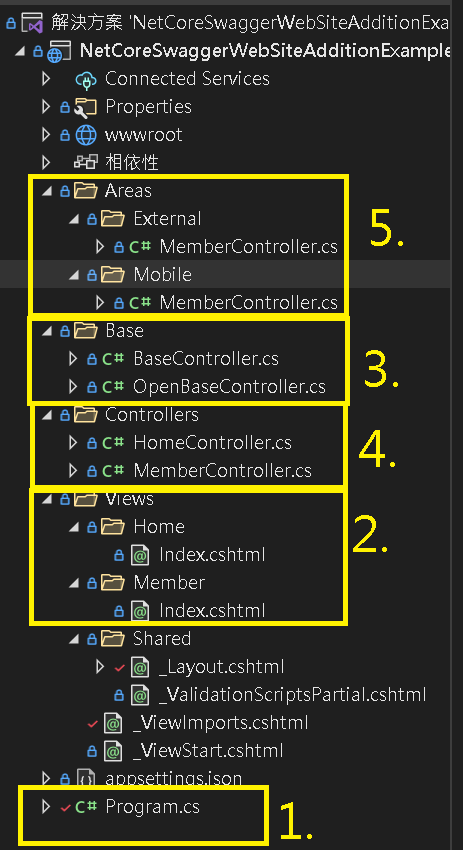 解決方案 'NetCoreSwaggerWebSiteAdditionExa
NetCoreSwaggerWebSiteAdditionExample
Connected Services
Properties
wwwroot
相依性
Areas
External
C# MemberController.cs
Mobile
C# MemberController.cs
5.
Base
C# BaseController.cs
C# OpenBaseController.cs
3.
Controllers
C# HomeController.cs
C# MemberController.cs
4.
Views
Home
@ Index.cshtml
Member
@ Index.cshtml
2.
Shared
@ _Layout.cshtml
@ _ValidationScriptsPartial.cshtml
@ _ViewImports.cshtml
@ _ViewStart.cshtml
appsettings.json
C# Program.cs
1.